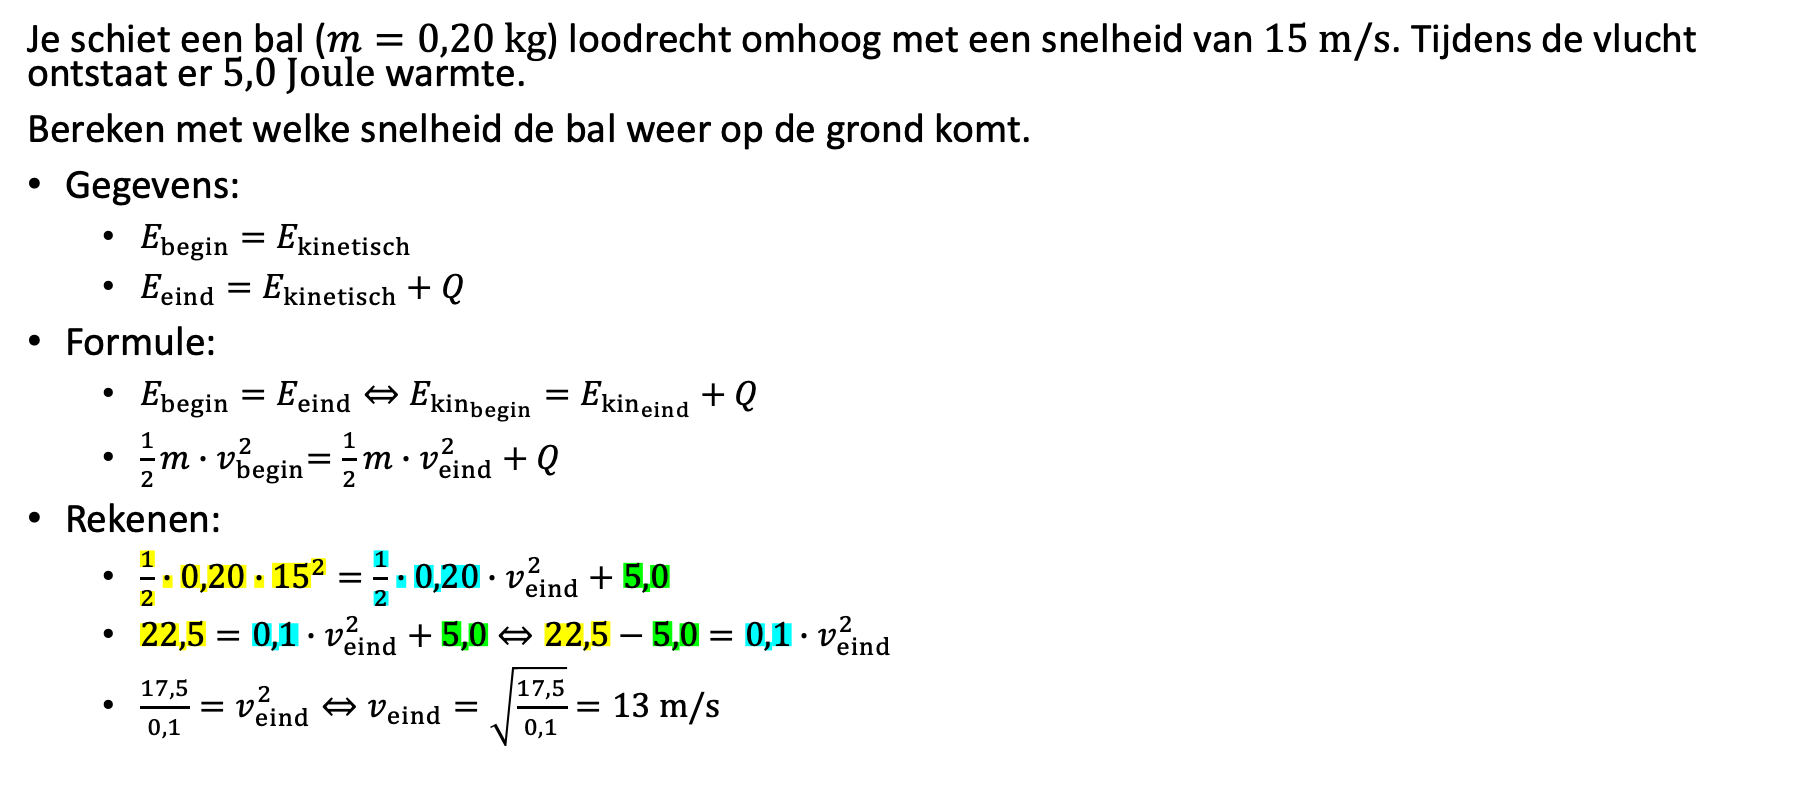 Je schiet een bal (m = 0,20 kg) loodrecht omhoog met een snelheid van 15 m/s. Tijdens de vlucht
ontstaat er 5,0 Joule warmte.
Bereken met welke snelheid de bal weer op de grond komt.
• Gegevens:
• E_begin = E_kinetisch
• E_eind = E_kinetisch + Q
• Formule:
• E_begin = E_eind ⇔ E_kin_begin = E_kin_eind + Q
• 1/2 m · v²_begin = 1/2 m · v²_eind + Q
• Rekenen:
• 1/2 · 0,20 · 15² = 1/2 · 0,20 · v²_eind + 5,0
• 22,5 = 0,1 · v²_eind + 5,0 ⇔ 22,5 − 5,0 = 0,1 · v²_eind
• 17,5/0,1 = v²_eind ⇔ v_eind = √(17,5/0,1) = 13 m/s